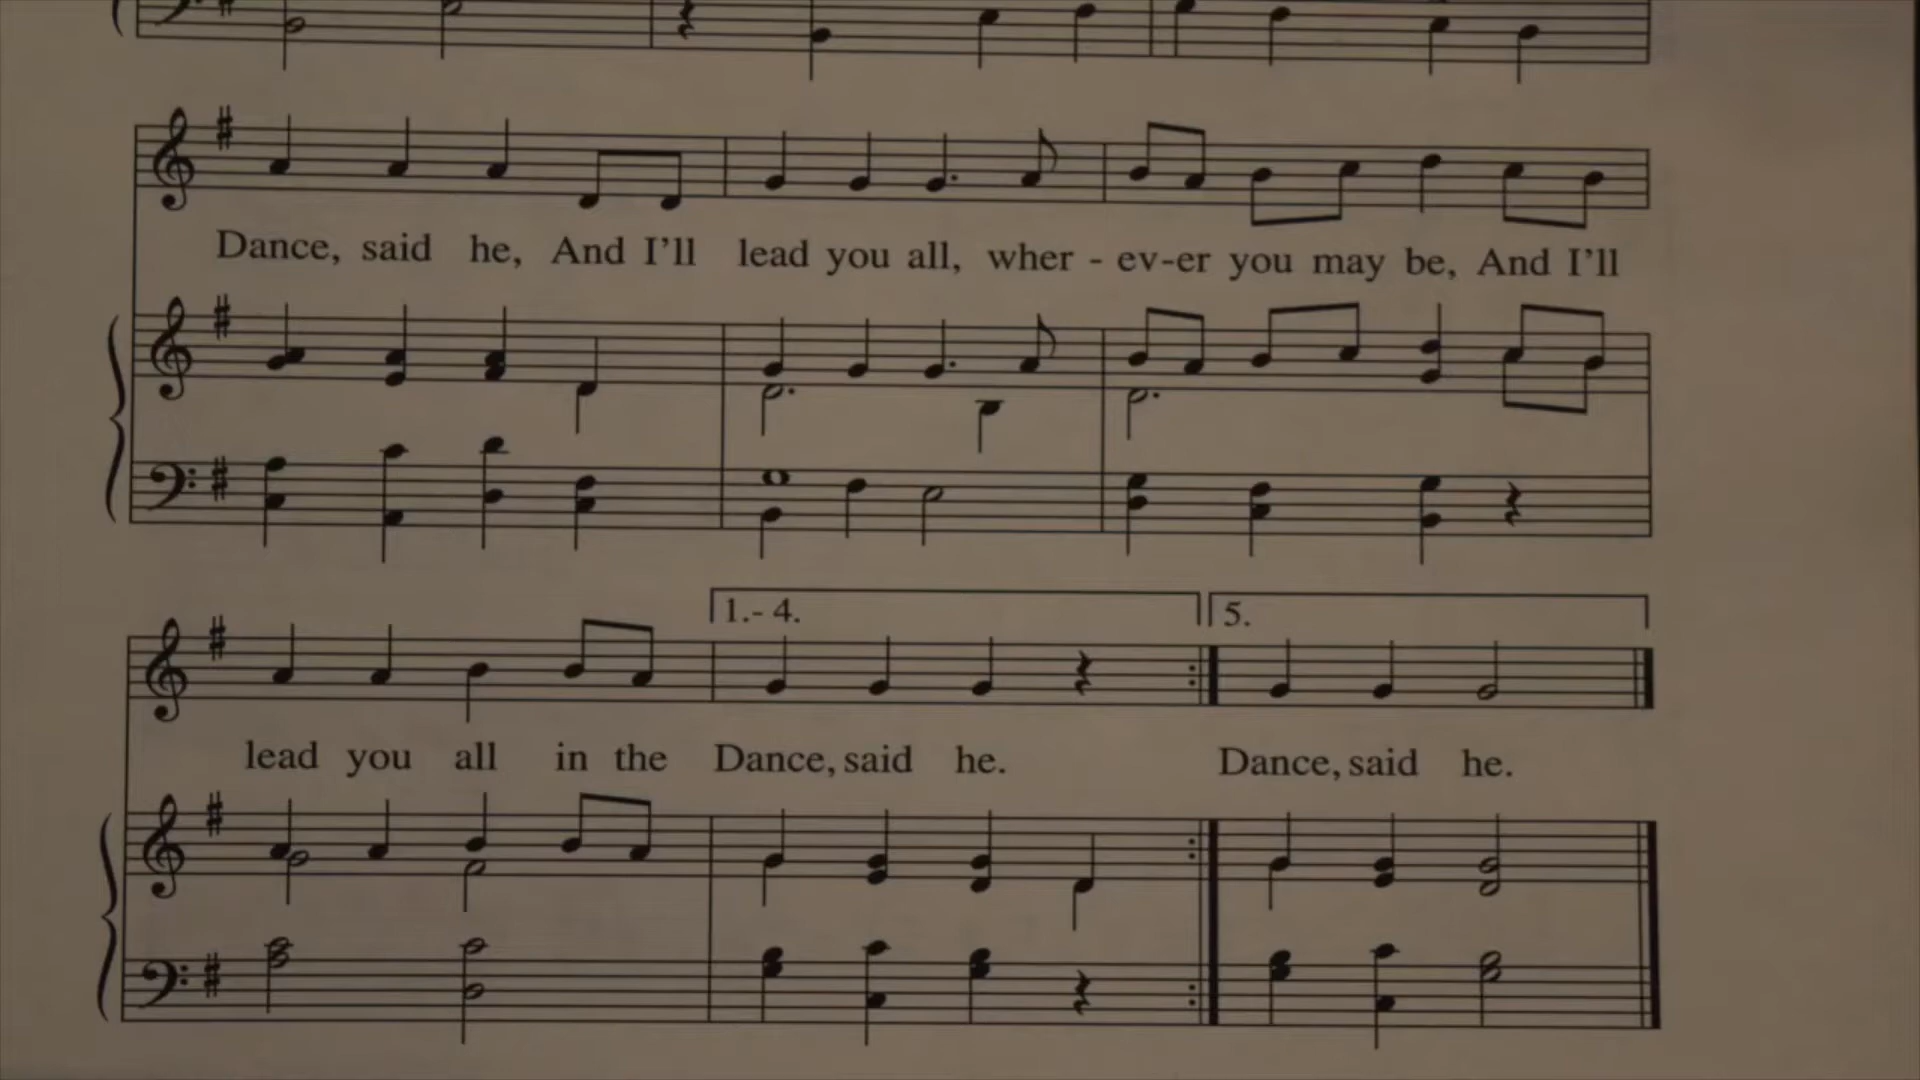 Dance, said he, And I'll lead you all, wher - ev-er you may be, And I'll
1.- 4. 5.
lead you all in the Dance, said he. Dance, said he.